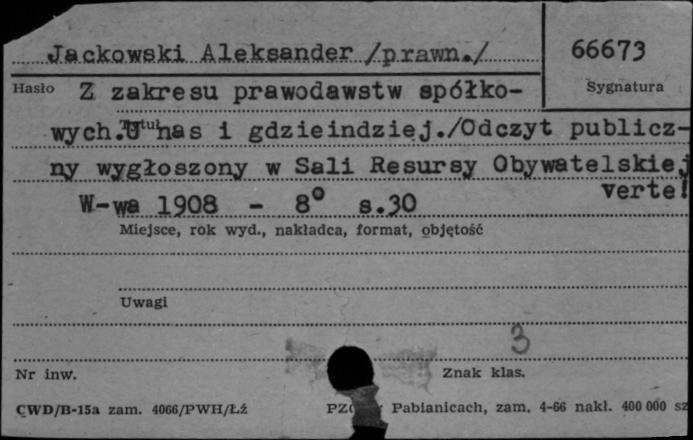 Jackowski Aleksander /prawn./
66673
Hasło
Sygnatura
Z zakresu prawodawstw spółko-
Tytuł
wych.U nas i gdzieindziej./Odczyt publicz-
ny wygłoszony w Sali Resursy Obywatelskiej
verte!
W-wa 1908 - 8° s.30
Miejsce, rok wyd., nakładca, format, objętość
Uwagi
3
Nr inw.
Znak klas.
CWD/B-15a zam. 4066/PWH/Łź
Pabianicach, zam. 4-66 nakł. 400 000 sz